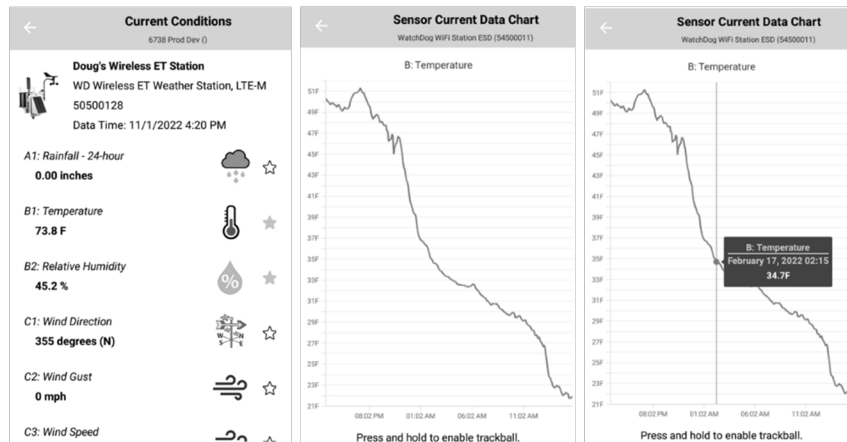 Current Conditions
6738 Prod Dev ()
Doug's Wireless ET Station
WD Wireless ET Weather Station, LTE-M
50500128
Data Time: 11/1/2022 4:20 PM
A1: Rainfall - 24-hour
0.00 inches
B1: Temperature
73.8 F
B2: Relative Humidity
45.2 %
%
C1: Wind Direction
355 degrees (N)
W N
S E
C2: Wind Gust
0 mph
C3: Wind Speed
Sensor Current Data Chart
WatchDog WiFi Station ESD (54500011)
B: Temperature
51F
49F
47F
45F
43F
41F
39F
37F
35F
33F
31F
29F
27F
25F
23F
21F
08:02 PM 01:02 AM 06:02 AM 11:02 AM
Press and hold to enable trackball.
Sensor Current Data Chart
WatchDog WiFi Station ESD (54500011)
B: Temperature
51F
49F
47F
45F
43F
41F
39F
37F
35F
33F
31F
29F
27F
25F
23F
21F
B: Temperature
February 17, 2022 02:15
34.7F
08:02 PM 01:02 AM 06:02 AM 11:02 AM
Press and hold to enable trackball.